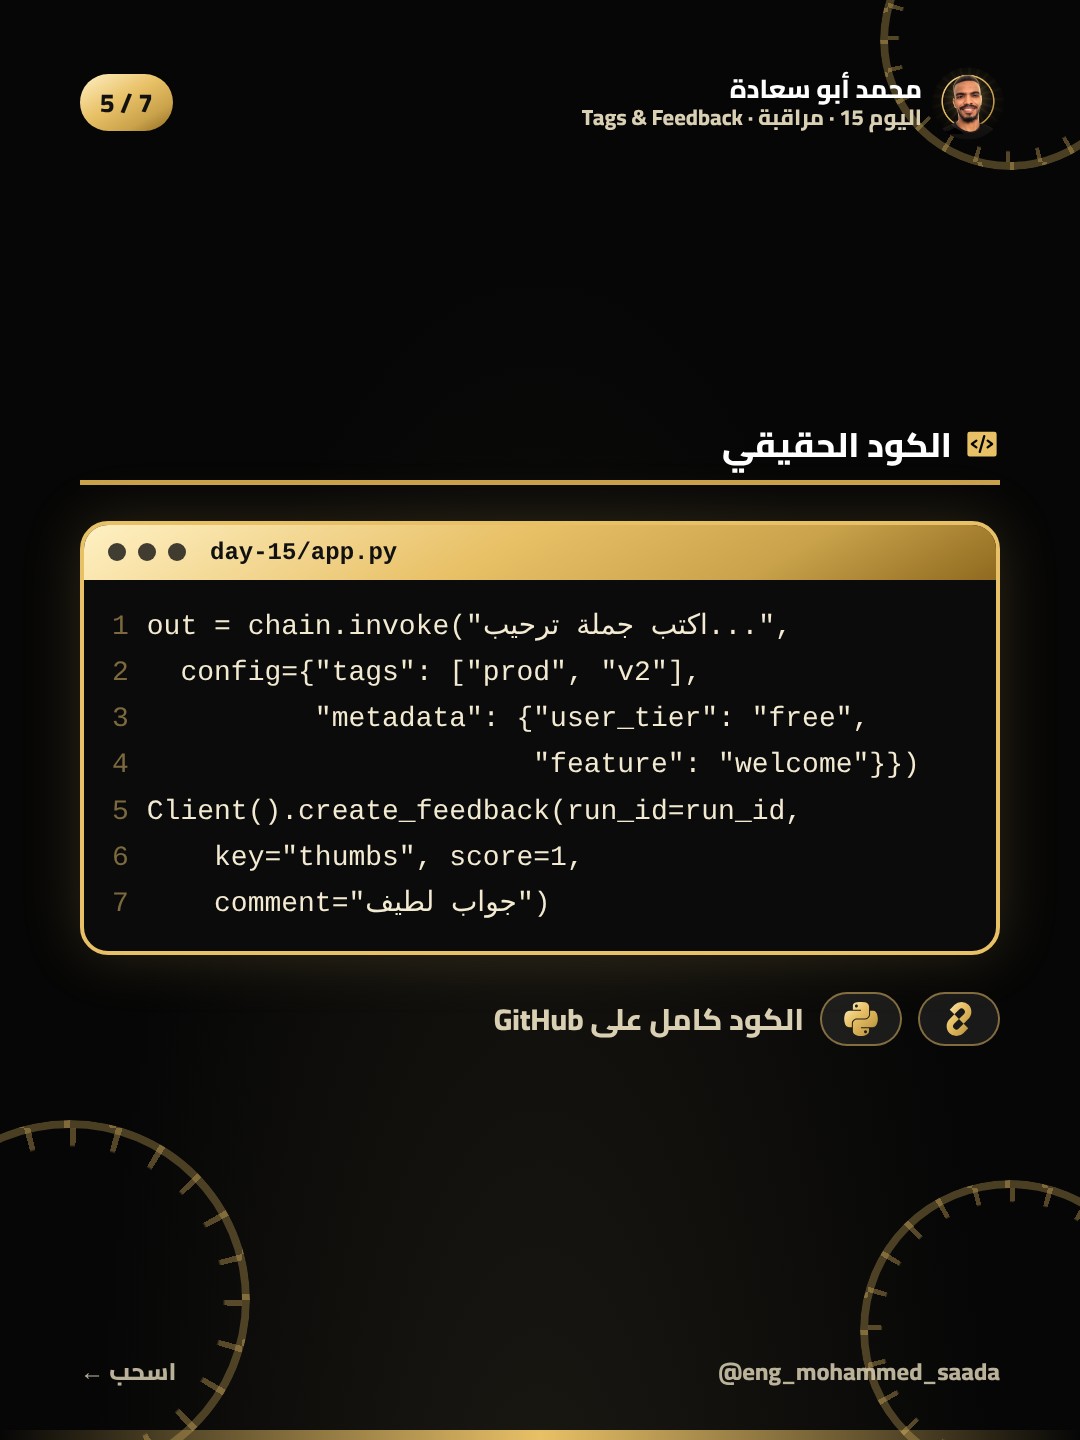 محمد أبو سعادة
اليوم 15 · مراقبة · Tags & Feedback
5 / 7
الكود الحقيقي
day-15/app.py
1 out = chain.invoke("اكتب جملة ترحيب...",
2   config={"tags": ["prod", "v2"],
3           "metadata": {"user_tier": "free",
4                        "feature": "welcome"}})
5 Client().create_feedback(run_id=run_id,
6     key="thumbs", score=1,
7     comment="جواب لطيف")
الكود كامل على GitHub
@eng_mohammed_saada
اسحب ←